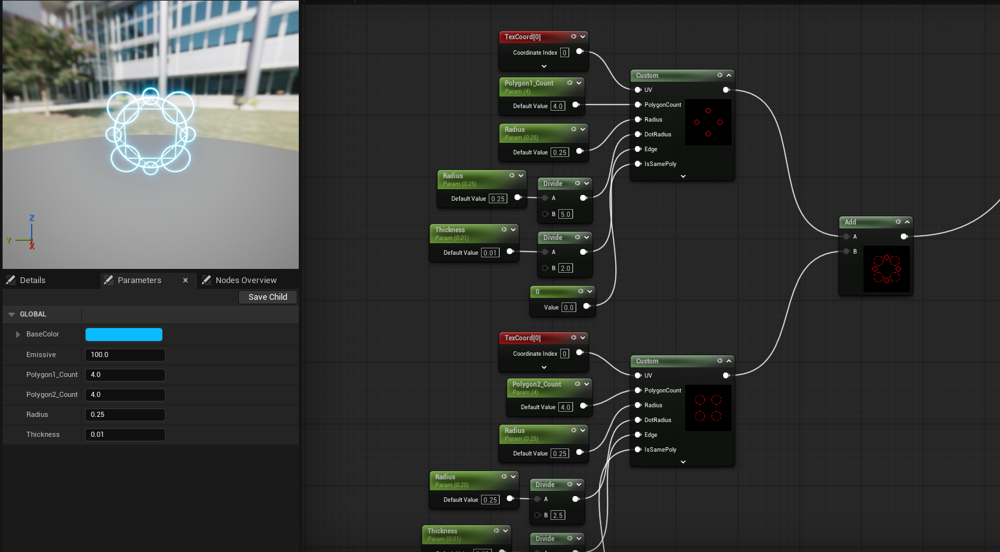 Z
Y
X
Details
Parameters
Nodes Overview
Save Child
GLOBAL
BaseColor
Emissive 100.0
Polygon1_Count 4.0
Polygon2_Count 4.0
Radius 0.25
Thickness 0.01
TexCoord[0]
Coordinate Index 0
Polygon1_Count
Param (4)
Default Value 4.0
Radius
Param (0.25)
Default Value 0.25
Radius
Param (0.25)
Default Value 0.25
Divide
A
B 5.0
Thickness
Param (0.01)
Default Value 0.01
Divide
A
B 2.0
0
Value 0.0
Custom
UV
PolygonCount
Radius
DotRadius
Edge
IsSamePoly
Add
A
B
TexCoord[0]
Coordinate Index 0
Polygon2_Count
Param (4)
Default Value 4.0
Radius
Param (0.25)
Default Value 0.25
Radius
Param (0.25)
Default Value 0.25
Divide
A
B 2.5
Thickness
Param (0.01)
Divide
Custom
UV
PolygonCount
Radius
DotRadius
Edge
IsSamePoly